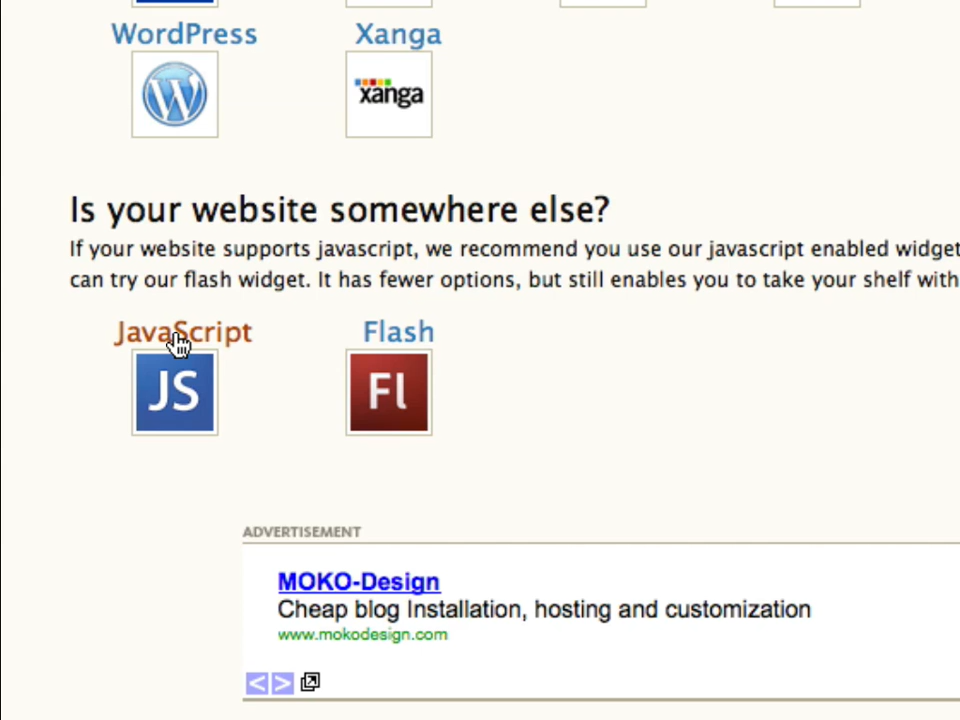 WordPress
Xanga
W
xanga
Is your website somewhere else?
If your website supports javascript, we recommend you use our javascript enabled widget
can try our flash widget. It has fewer options, but still enables you to take your shelf with
JavaScript
Flash
JS
Fl
ADVERTISEMENT
MOKO-Design
Cheap blog Installation, hosting and customization
www.mokodesign.com
< >